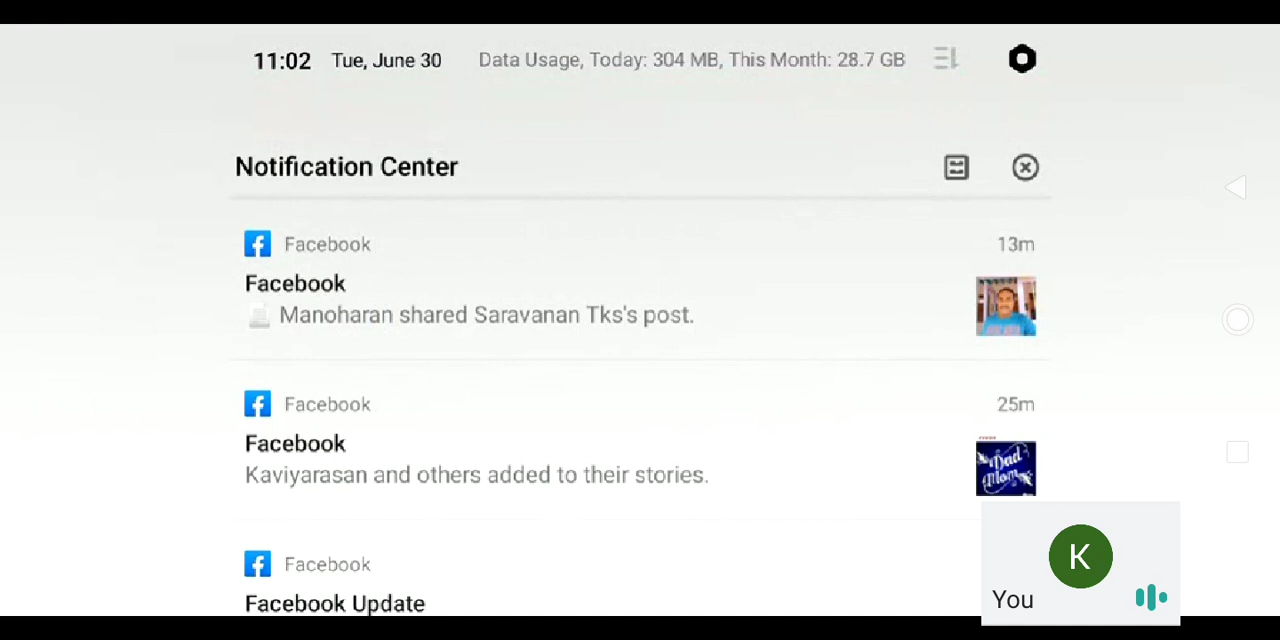 11:02 Tue, June 30 Data Usage, Today: 304 MB, This Month: 28.7 GB
Notification Center
Facebook 13m
Facebook
Manoharan shared Saravanan Tks's post.
Facebook 25m
Facebook
Kaviyarasan and others added to their stories.
Dad
Mom
Facebook
Facebook Update
K
You